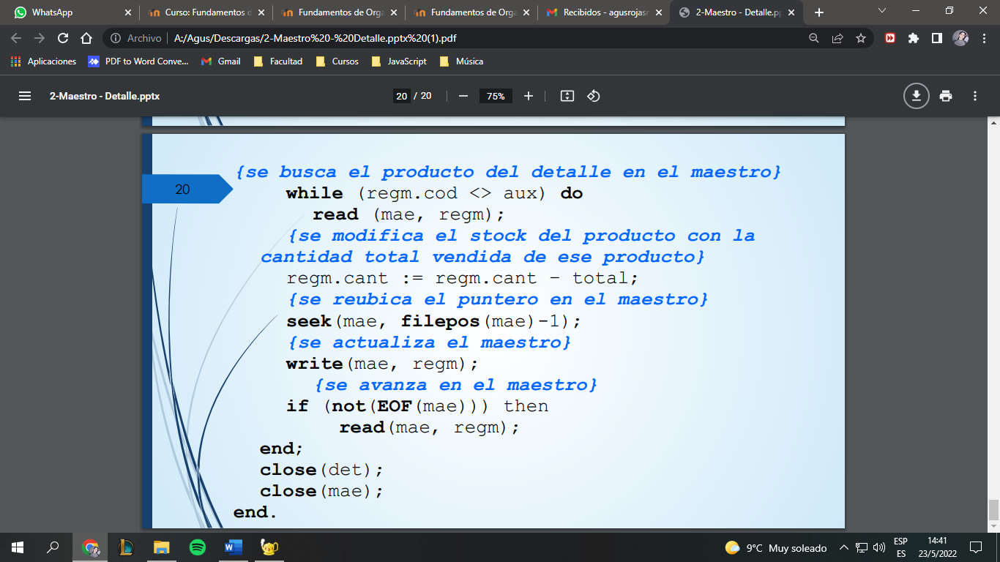 WhatsApp
Curso: Fundamentos d
Fundamentos de Orga
Fundamentos de Orga
Recibidos - agusrojasr
2-Maestro - Detalle.pp
Archivo | A:/Agus/Descargas/2-Maestro%20-%20Detalle.pptx%20(1).pdf
Aplicaciones
PDF to Word Conve...
Gmail
Facultad
Cursos
JavaScript
Música
2-Maestro - Detalle.pptx
20 / 20
75%
20
{se busca el producto del detalle en el maestro}
while (regm.cod <> aux) do
read (mae, regm);
{se modifica el stock del producto con la
cantidad total vendida de ese producto}
regm.cant := regm.cant – total;
{se reubica el puntero en el maestro}
seek(mae, filepos(mae)-1);
{se actualiza el maestro}
write(mae, regm);
{se avanza en el maestro}
if (not(EOF(mae))) then
read(mae, regm);
end;
close(det);
close(mae);
end.
9°C Muy soleado
ESP
ES
14:41
23/5/2022